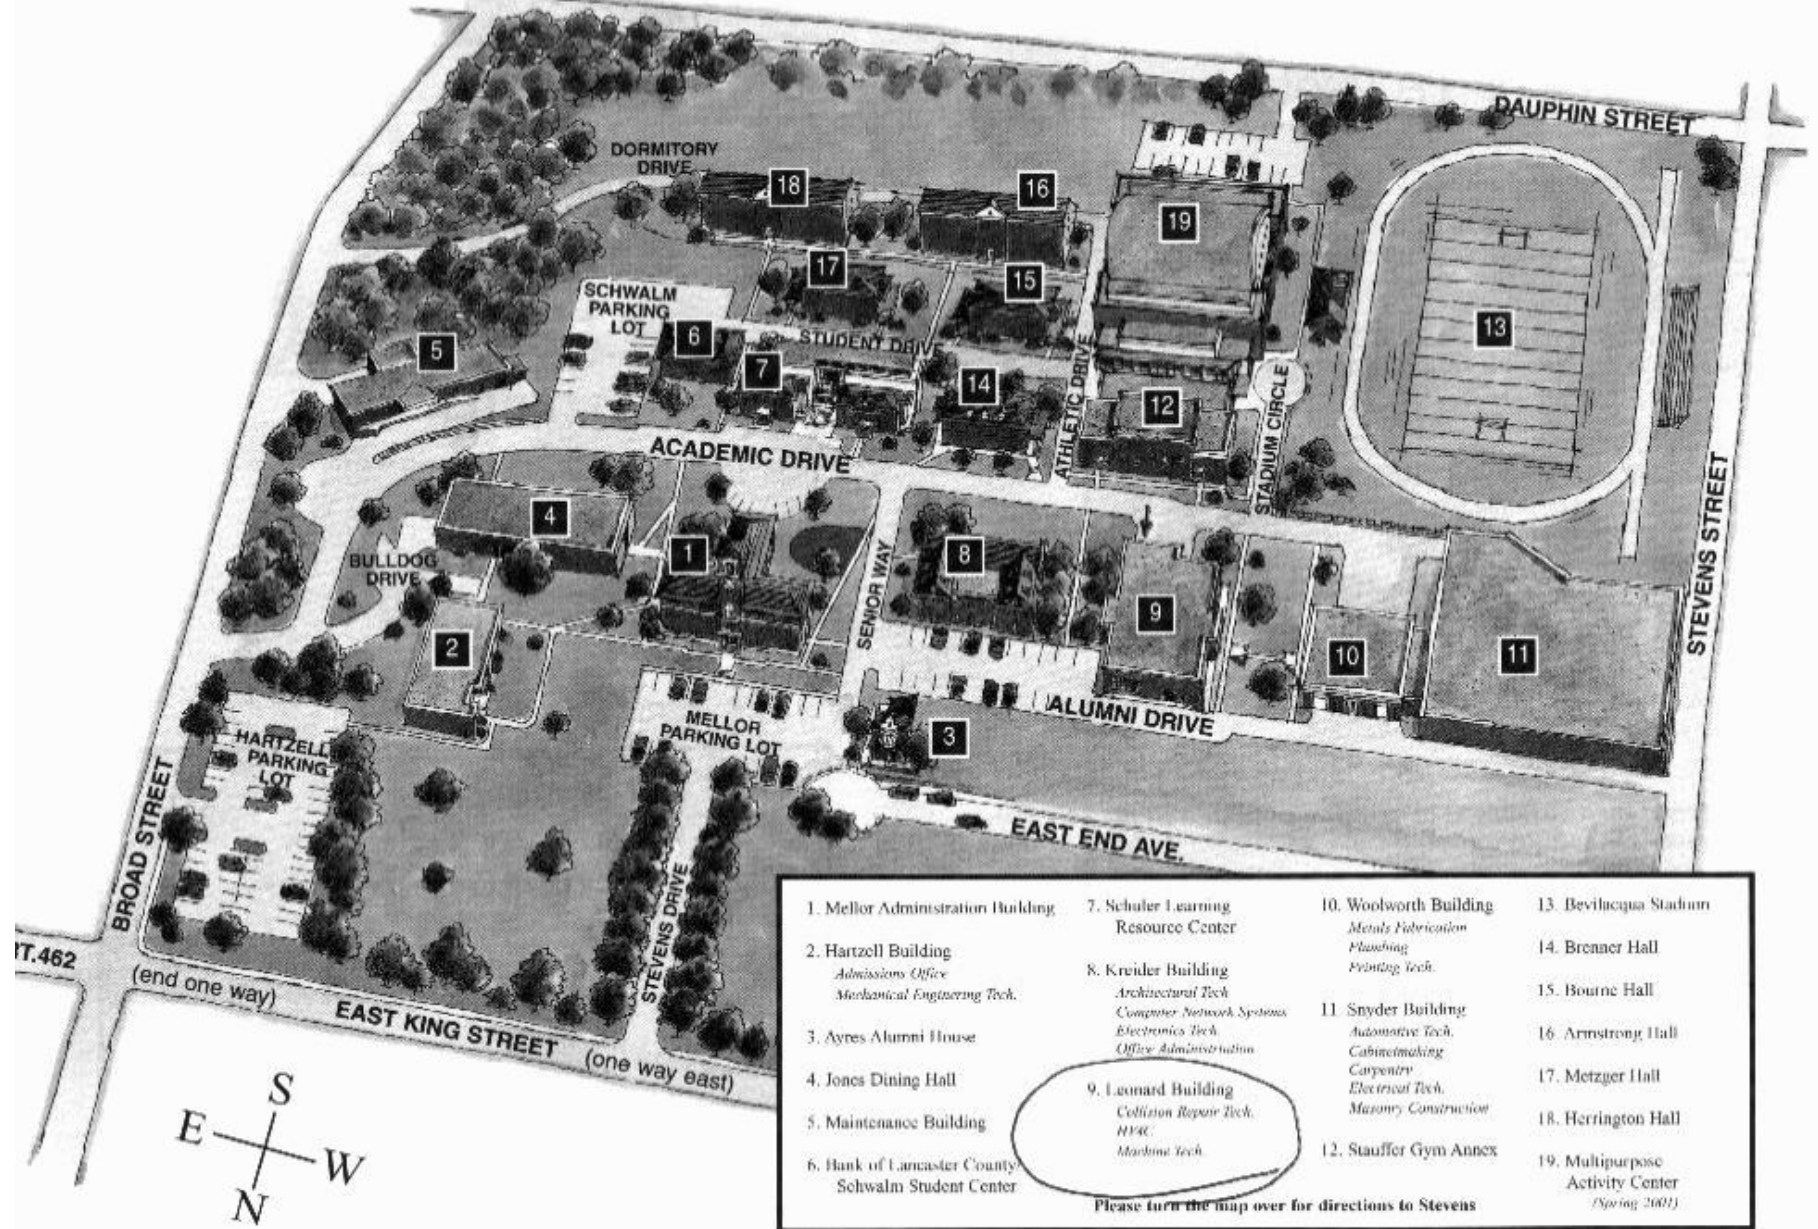 DAUPHIN STREET
DORMITORY
DRIVE
18
16
19
17
15
SCHWALM
PARKING
LOT
13
6
STUDENT DRIVE
5
7
14
12
ATHLETIC DRIVE
STADIUM CIRCLE
ACADEMIC DRIVE
STEVENS STREET
4
1
8
BULLDOG
DRIVE
SENIOR WAY
9
2
10
11
ALUMNI DRIVE
MELLOR
PARKING LOT
3
HARTZELL
PARKING
LOT
BROAD STREET
EAST END AVE.
STEVENS DRIVE
RT.462
(end one way)
EAST KING STREET
(one way east)
S
E
W
N
1. Mellor Administration Building
2. Hartzell Building
Admissions Office
Mechanical Enginering Tech.
3. Ayres Alumni House
4. Jones Dining Hall
5. Maintenance Building
6. Bank of Lancaster County
Schwalm Student Center
7. Schuler Learning
Resource Center
8. Kreider Building
Architectural Tech
Computer Network Systems
Electronics Tech.
Office Administration
9. Leonard Building
Collision Repair Tech.
HVAC
Machine Tech.
10. Woolworth Building
Metals Fabrication
Plumbing
Printing Tech.
11 Snyder Building
Automotive Tech.
Cabinetmaking
Carpentry
Electrical Tech.
Masonry Construction
12. Stauffer Gym Annex
13. Bevilacqua Stadium
14. Brenner Hall
15. Bourne Hall
16 Armstrong Hall
17. Metzger Hall
18. Herrington Hall
19. Multipurpose
Activity Center
(Spring 2001)
Please turn the map over for directions to Stevens